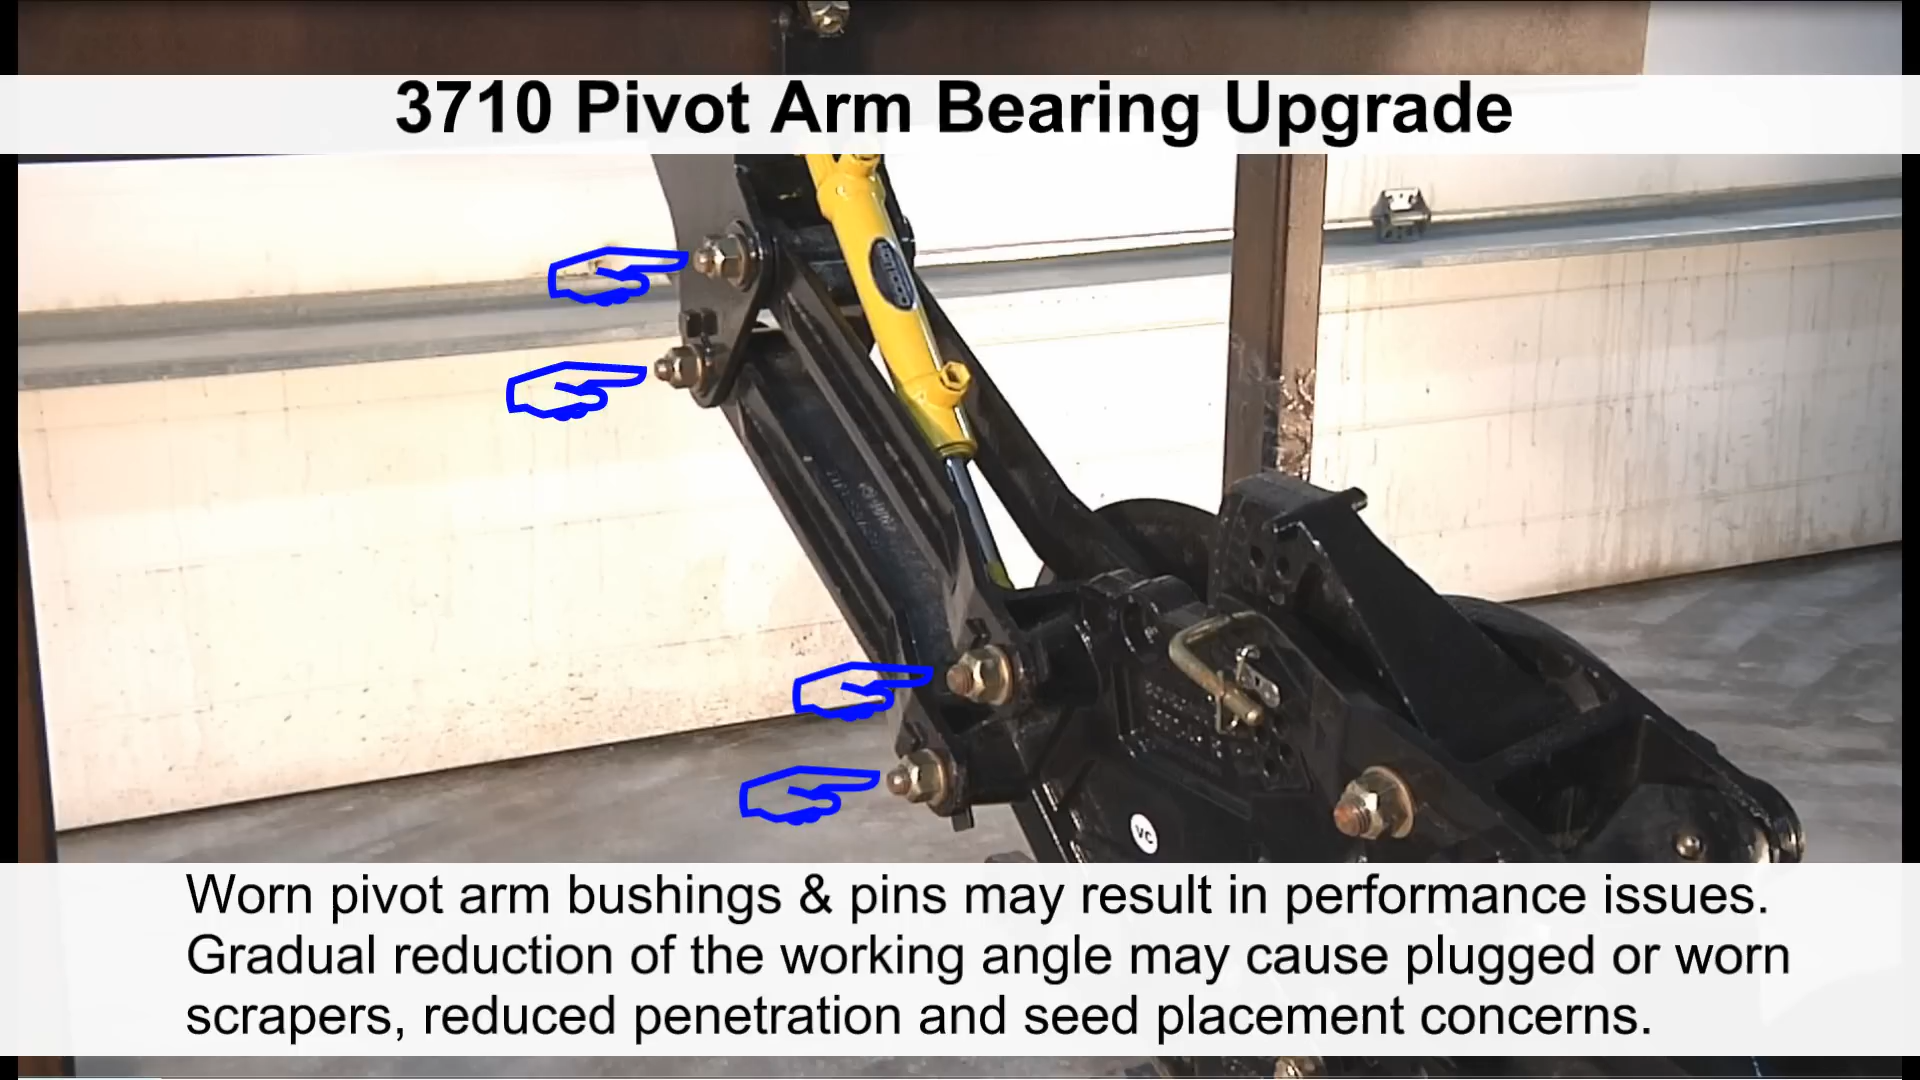 3710 Pivot Arm Bearing Upgrade
VC
Worn pivot arm bushings & pins may result in performance issues.
Gradual reduction of the working angle may cause plugged or worn
scrapers, reduced penetration and seed placement concerns.